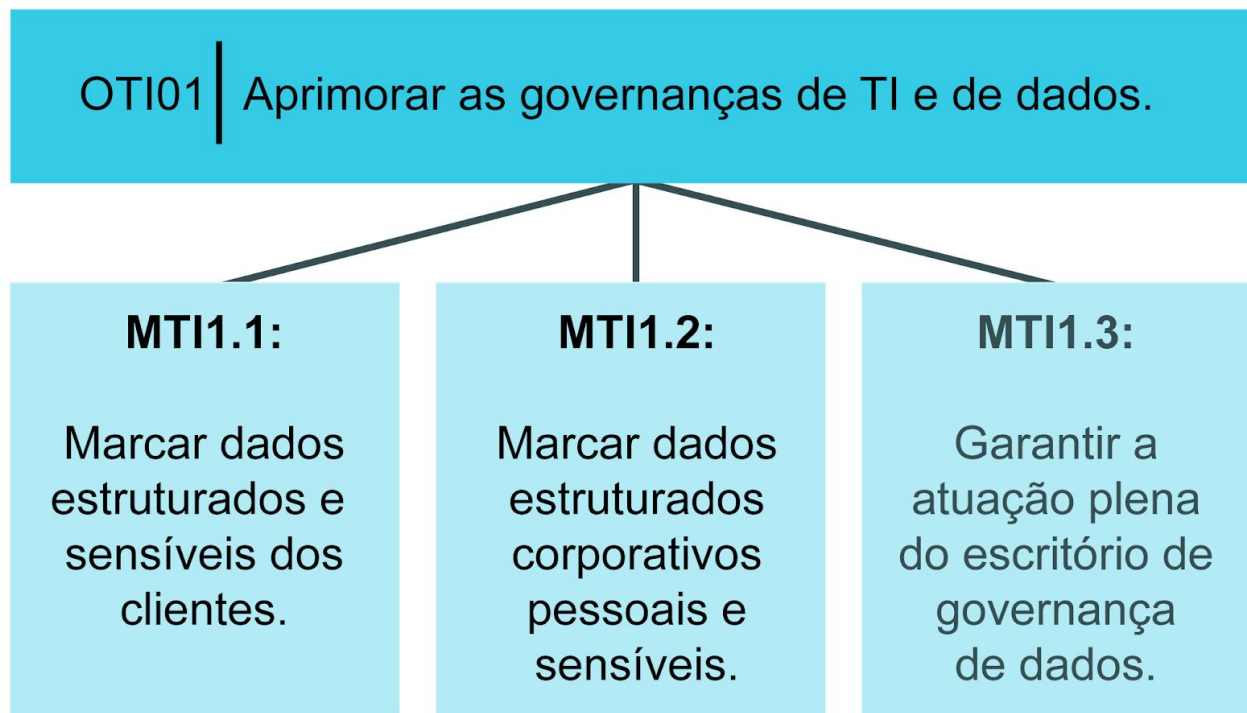 OTI01 Aprimorar as governanças de TI e de dados.
MTI1.1:
Marcar dados
estruturados e
sensíveis dos
clientes.
MTI1.2:
Marcar dados
estruturados
corporativos
pessoais e
sensíveis.
MTI1.3:
Garantir a
atuação plena
do escritório de
governança
de dados.